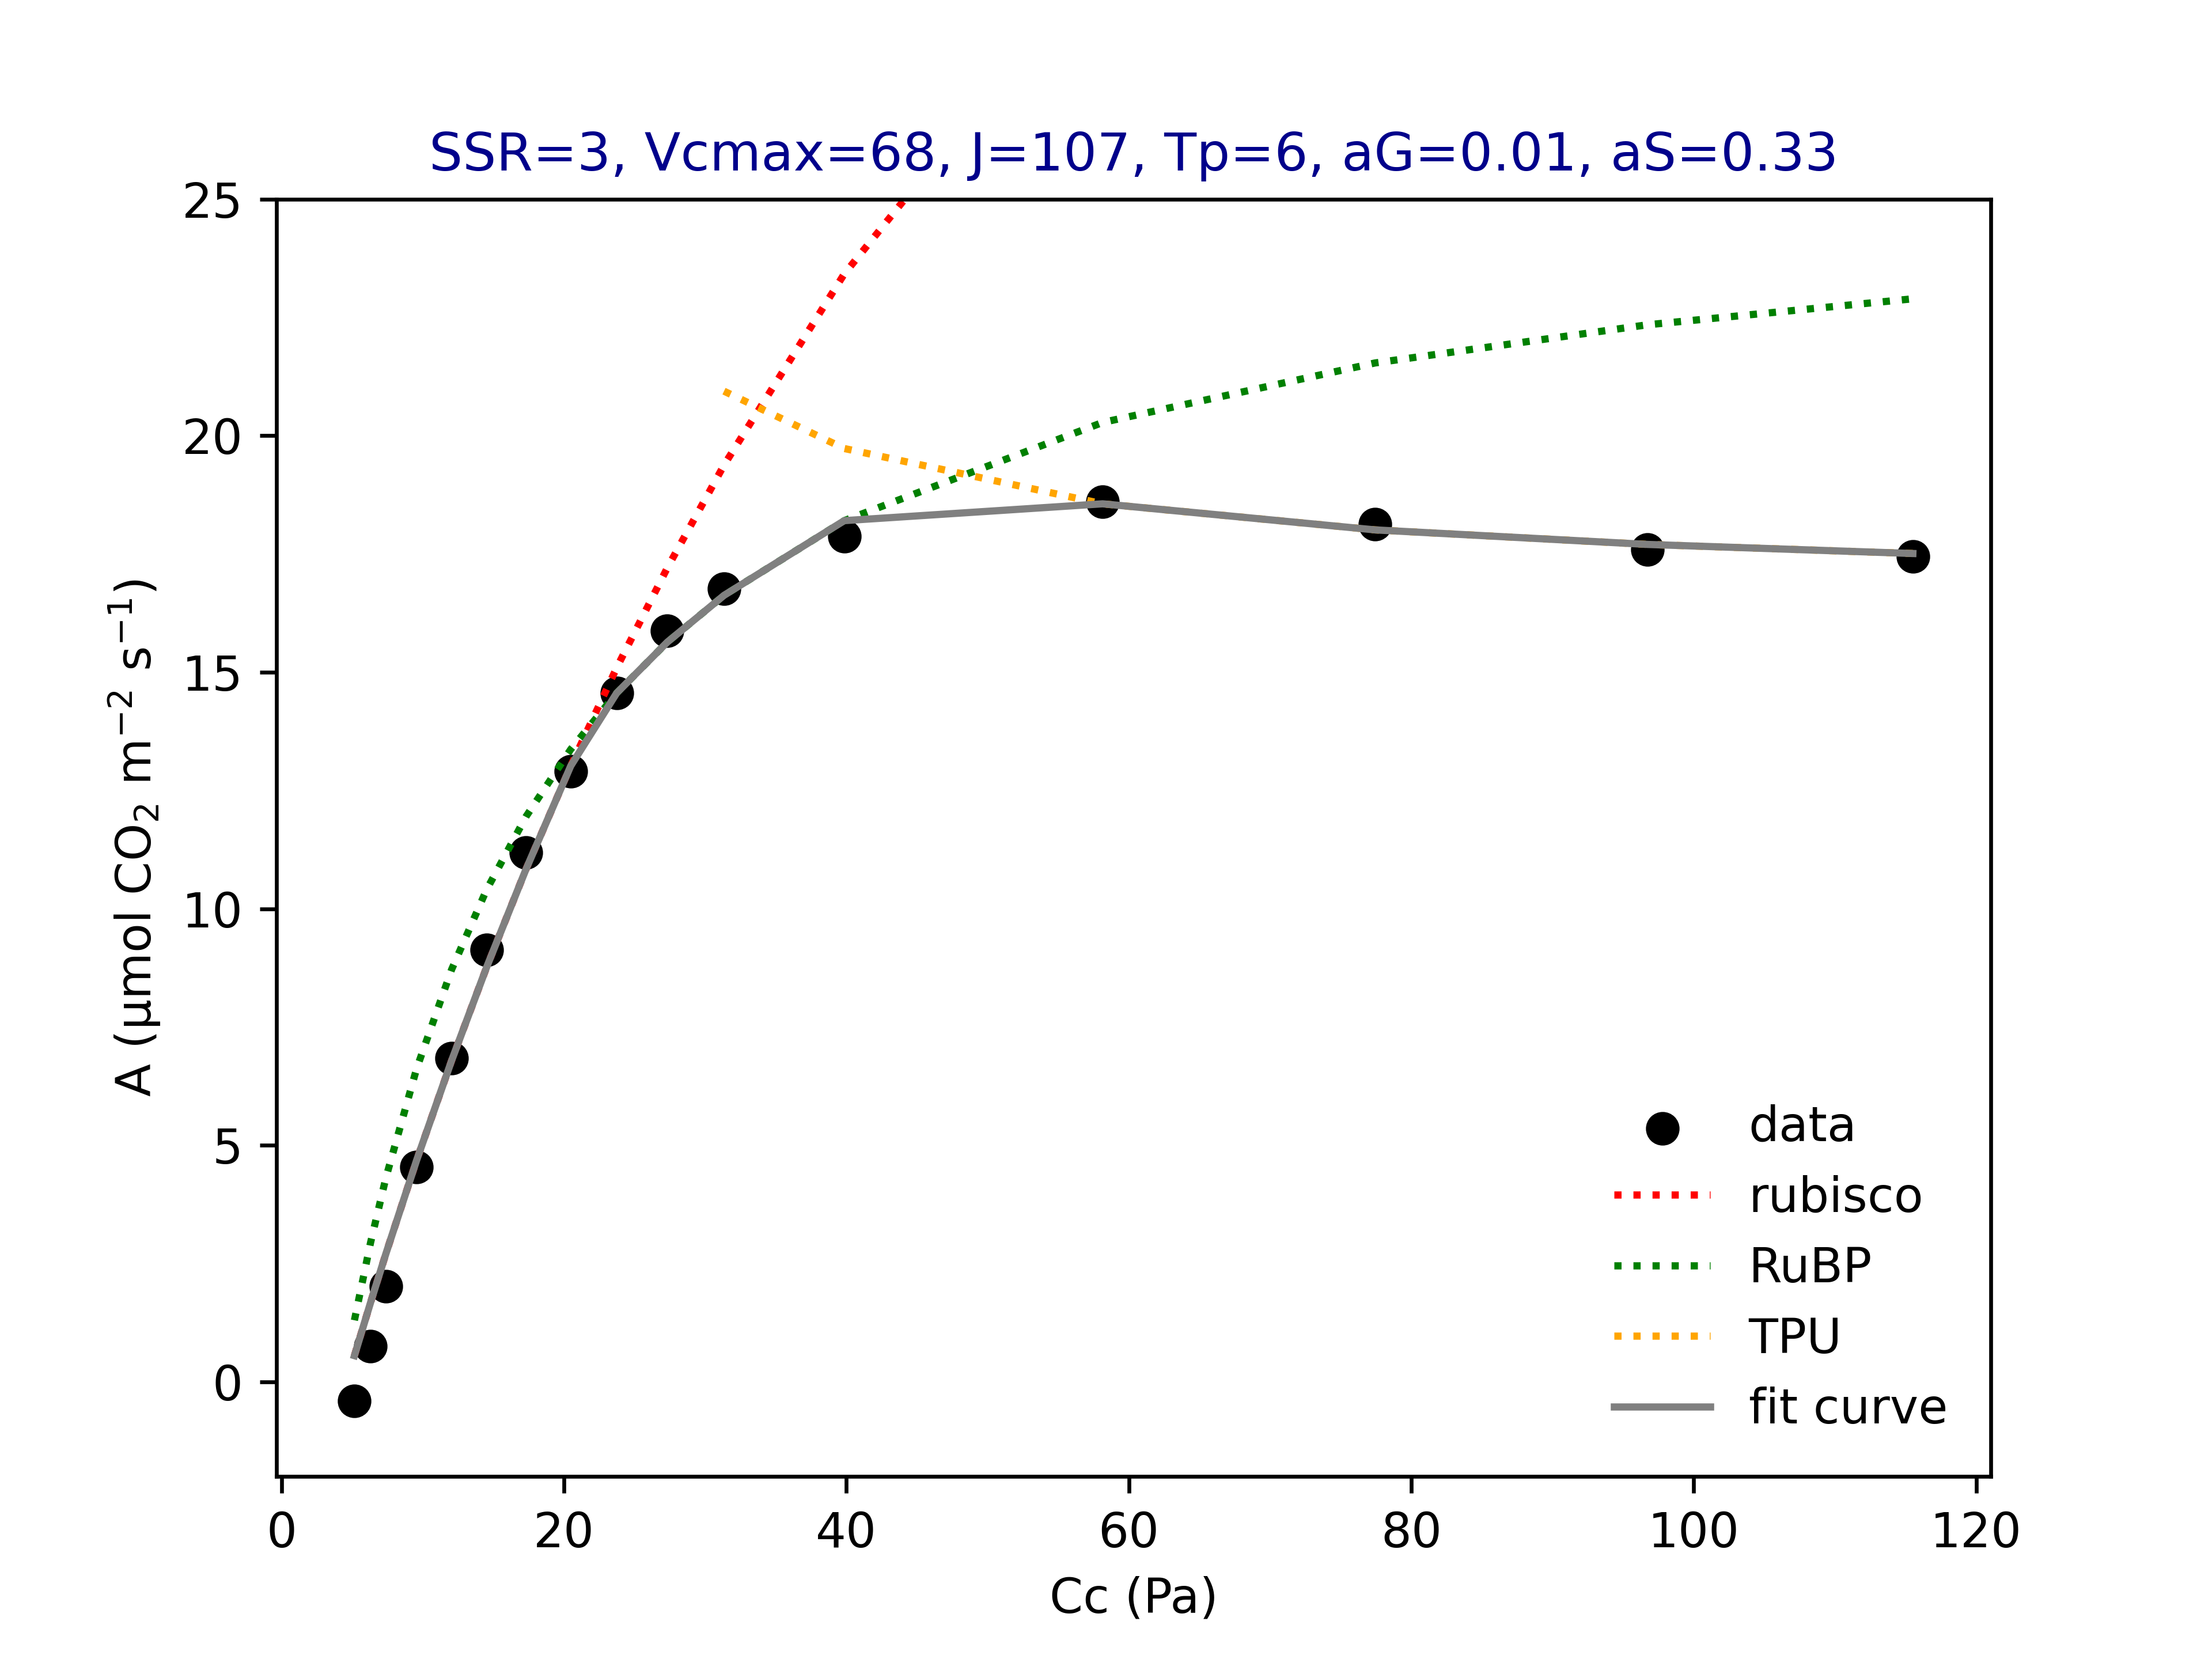 SSR=3, Vcmax=68, J=107, Tp=6, aG=0.01, aS=0.33
25
20
15
10
5
0
A (μmol CO₂ m⁻² s⁻¹)
data
rubisco
RuBP
TPU
fit curve
0 20 40 60 80 100 120
Cc (Pa)